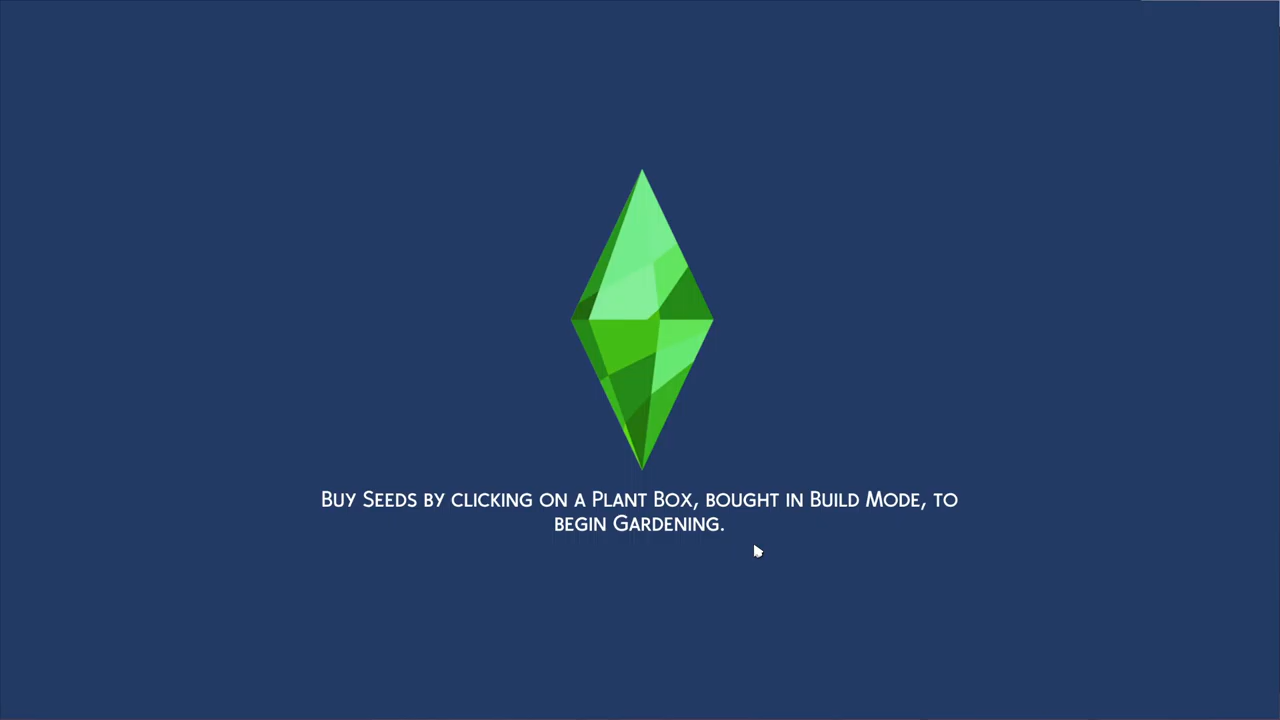 Buy Seeds by clicking on a Plant Box, bought in Build Mode, to
begin Gardening.